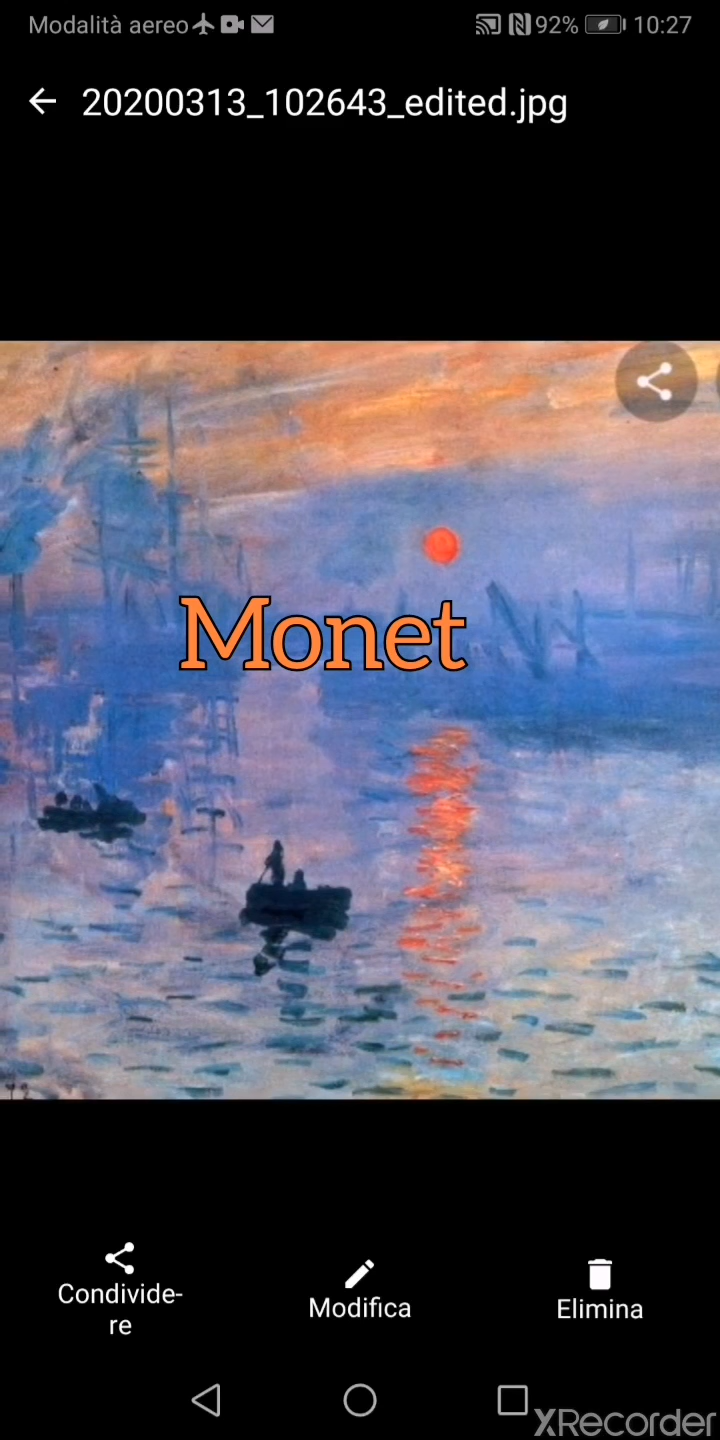 Modalità aereo 92% 10:27
20200313_102643_edited.jpg
Monet
Condivide-
re
Modifica
Elimina
XRecorder